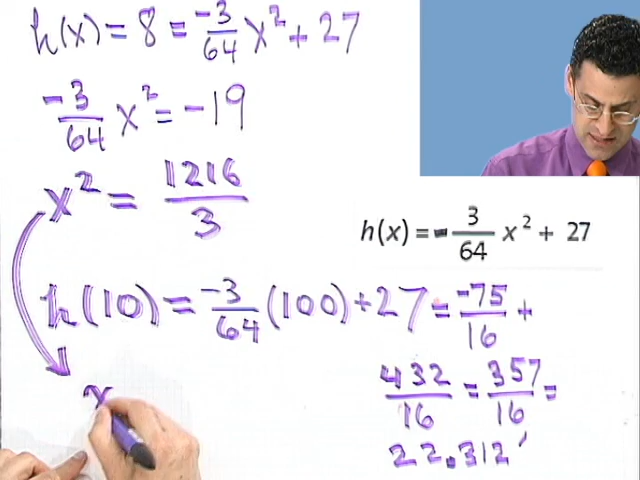 h(x) = 8 = -3/64 x² + 27
-3/64 x² = -19
x² = 1216/3
h(x) = - 3/64 x² + 27
h(10) = -3/64 (100) + 27 = -75/16 +
432/16 = 357/16 =
22.312'
x